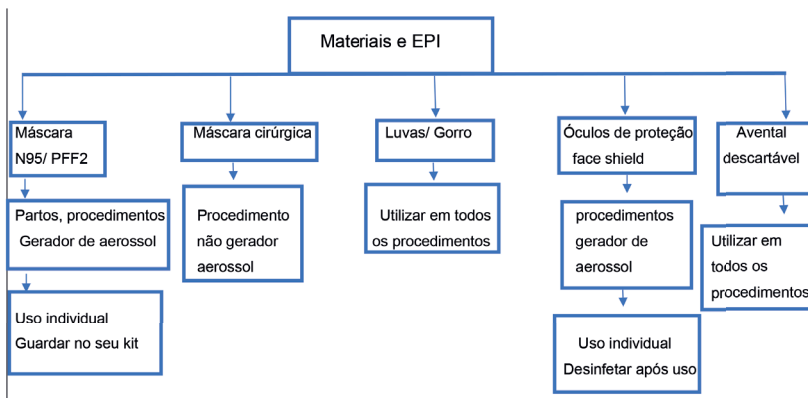 Materiais e EPI
Máscara
N95/ PFF2
Máscara cirúrgica
Luvas/ Gorro
Óculos de proteção
face shield
Avental
descartável
Partos, procedimentos
Gerador de aerossol
Procedimento
não gerador
aerossol
Utilizar em todos
os procedimentos
procedimentos
gerador de
aerossol
Utilizar em
todos os
procedimentos
Uso individual
Guardar no seu kit
Uso individual
Desinfetar após uso